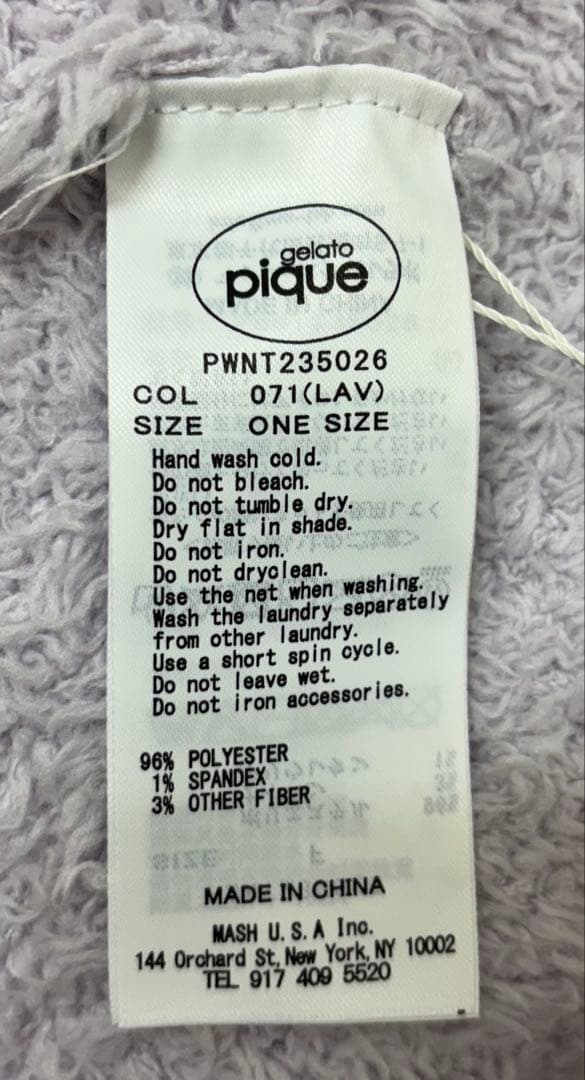 gelato
pique
PWNT235026
COL 071(LAV)
SIZE ONE SIZE
Hand wash cold.
Do not bleach.
Do not tumble dry.
Dry flat in shade.
Do not iron.
Do not dryclean.
Use the net when washing.
Wash the laundry separately
from other laundry.
Use a short spin cycle.
Do not leave wet.
Do not iron accessories.
96% POLYESTER
1% SPANDEX
3% OTHER FIBER
MADE IN CHINA
MASH U.S.A Inc.
144 Orchard St, New York, NY 10002
TEL 917 409 5520